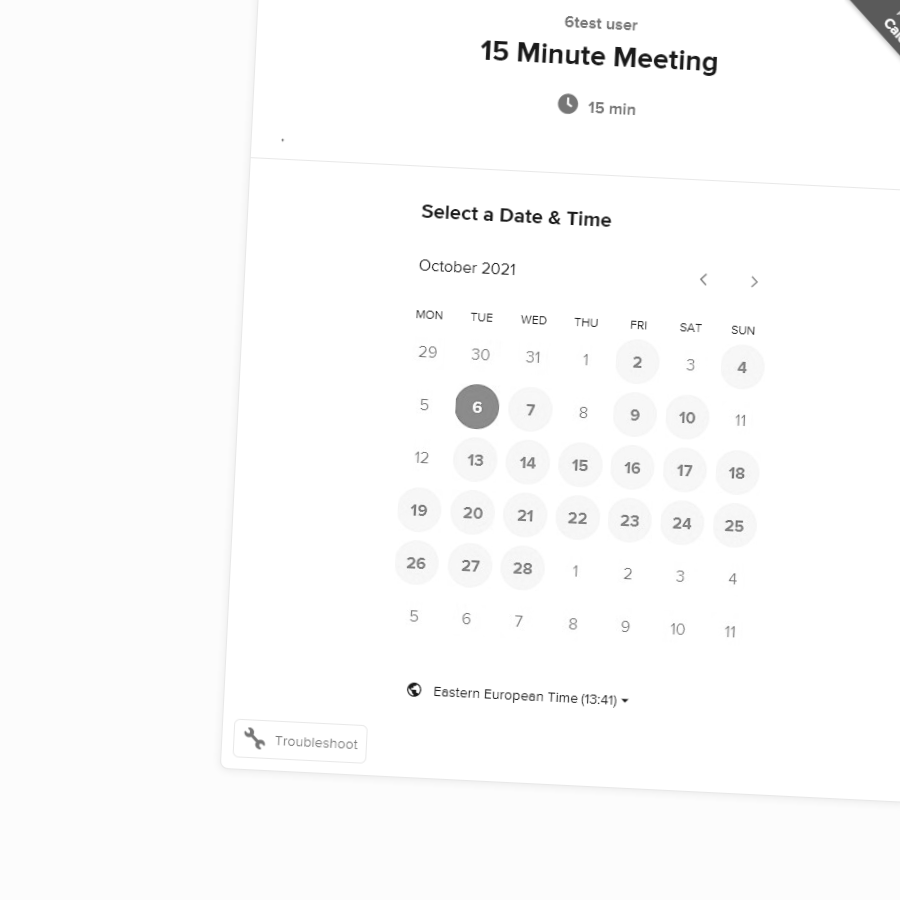 6test user
15 Minute Meeting
15 min
.
Select a Date & Time
October 2021
MON TUE WED THU FRI SAT SUN
29 30 31 1 2 3 4
5 6 7 8 9 10 11
12 13 14 15 16 17 18
19 20 21 22 23 24 25
26 27 28 1 2 3 4
5 6 7 8 9 10 11
Eastern European Time (13:41)
Troubleshoot